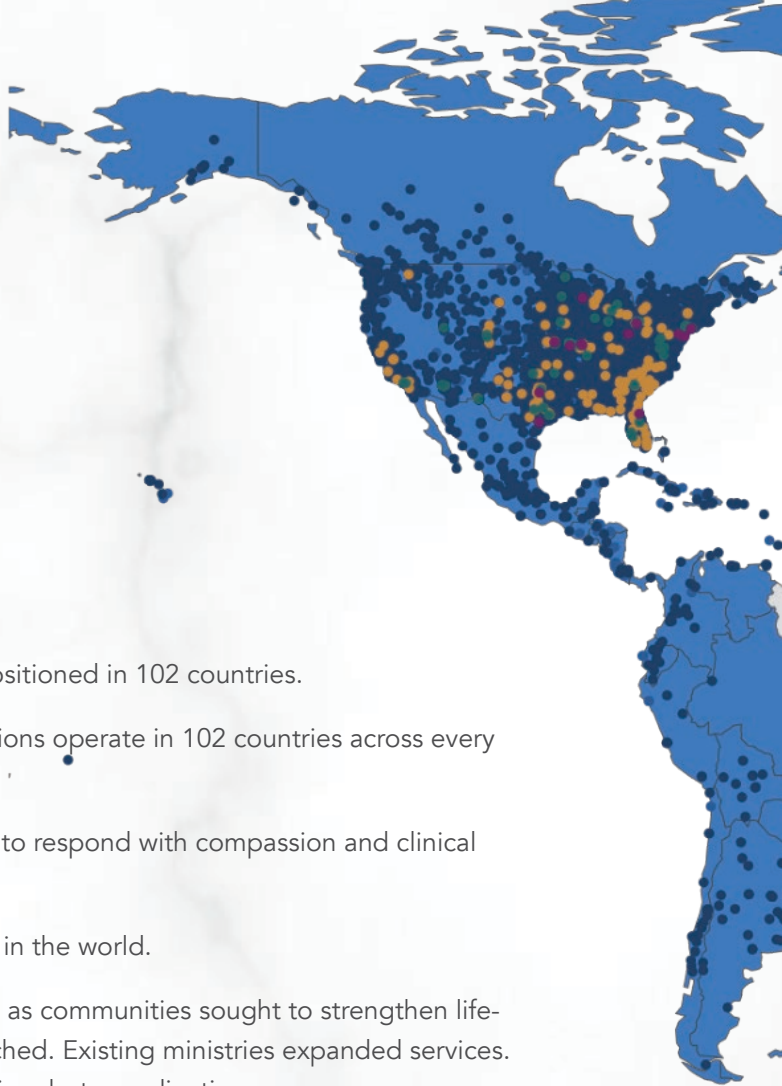 ositioned in 102 countries.
ions operate in 102 countries across every
to respond with compassion and clinical
in the world.
as communities sought to strengthen life-
ched. Existing ministries expanded services.